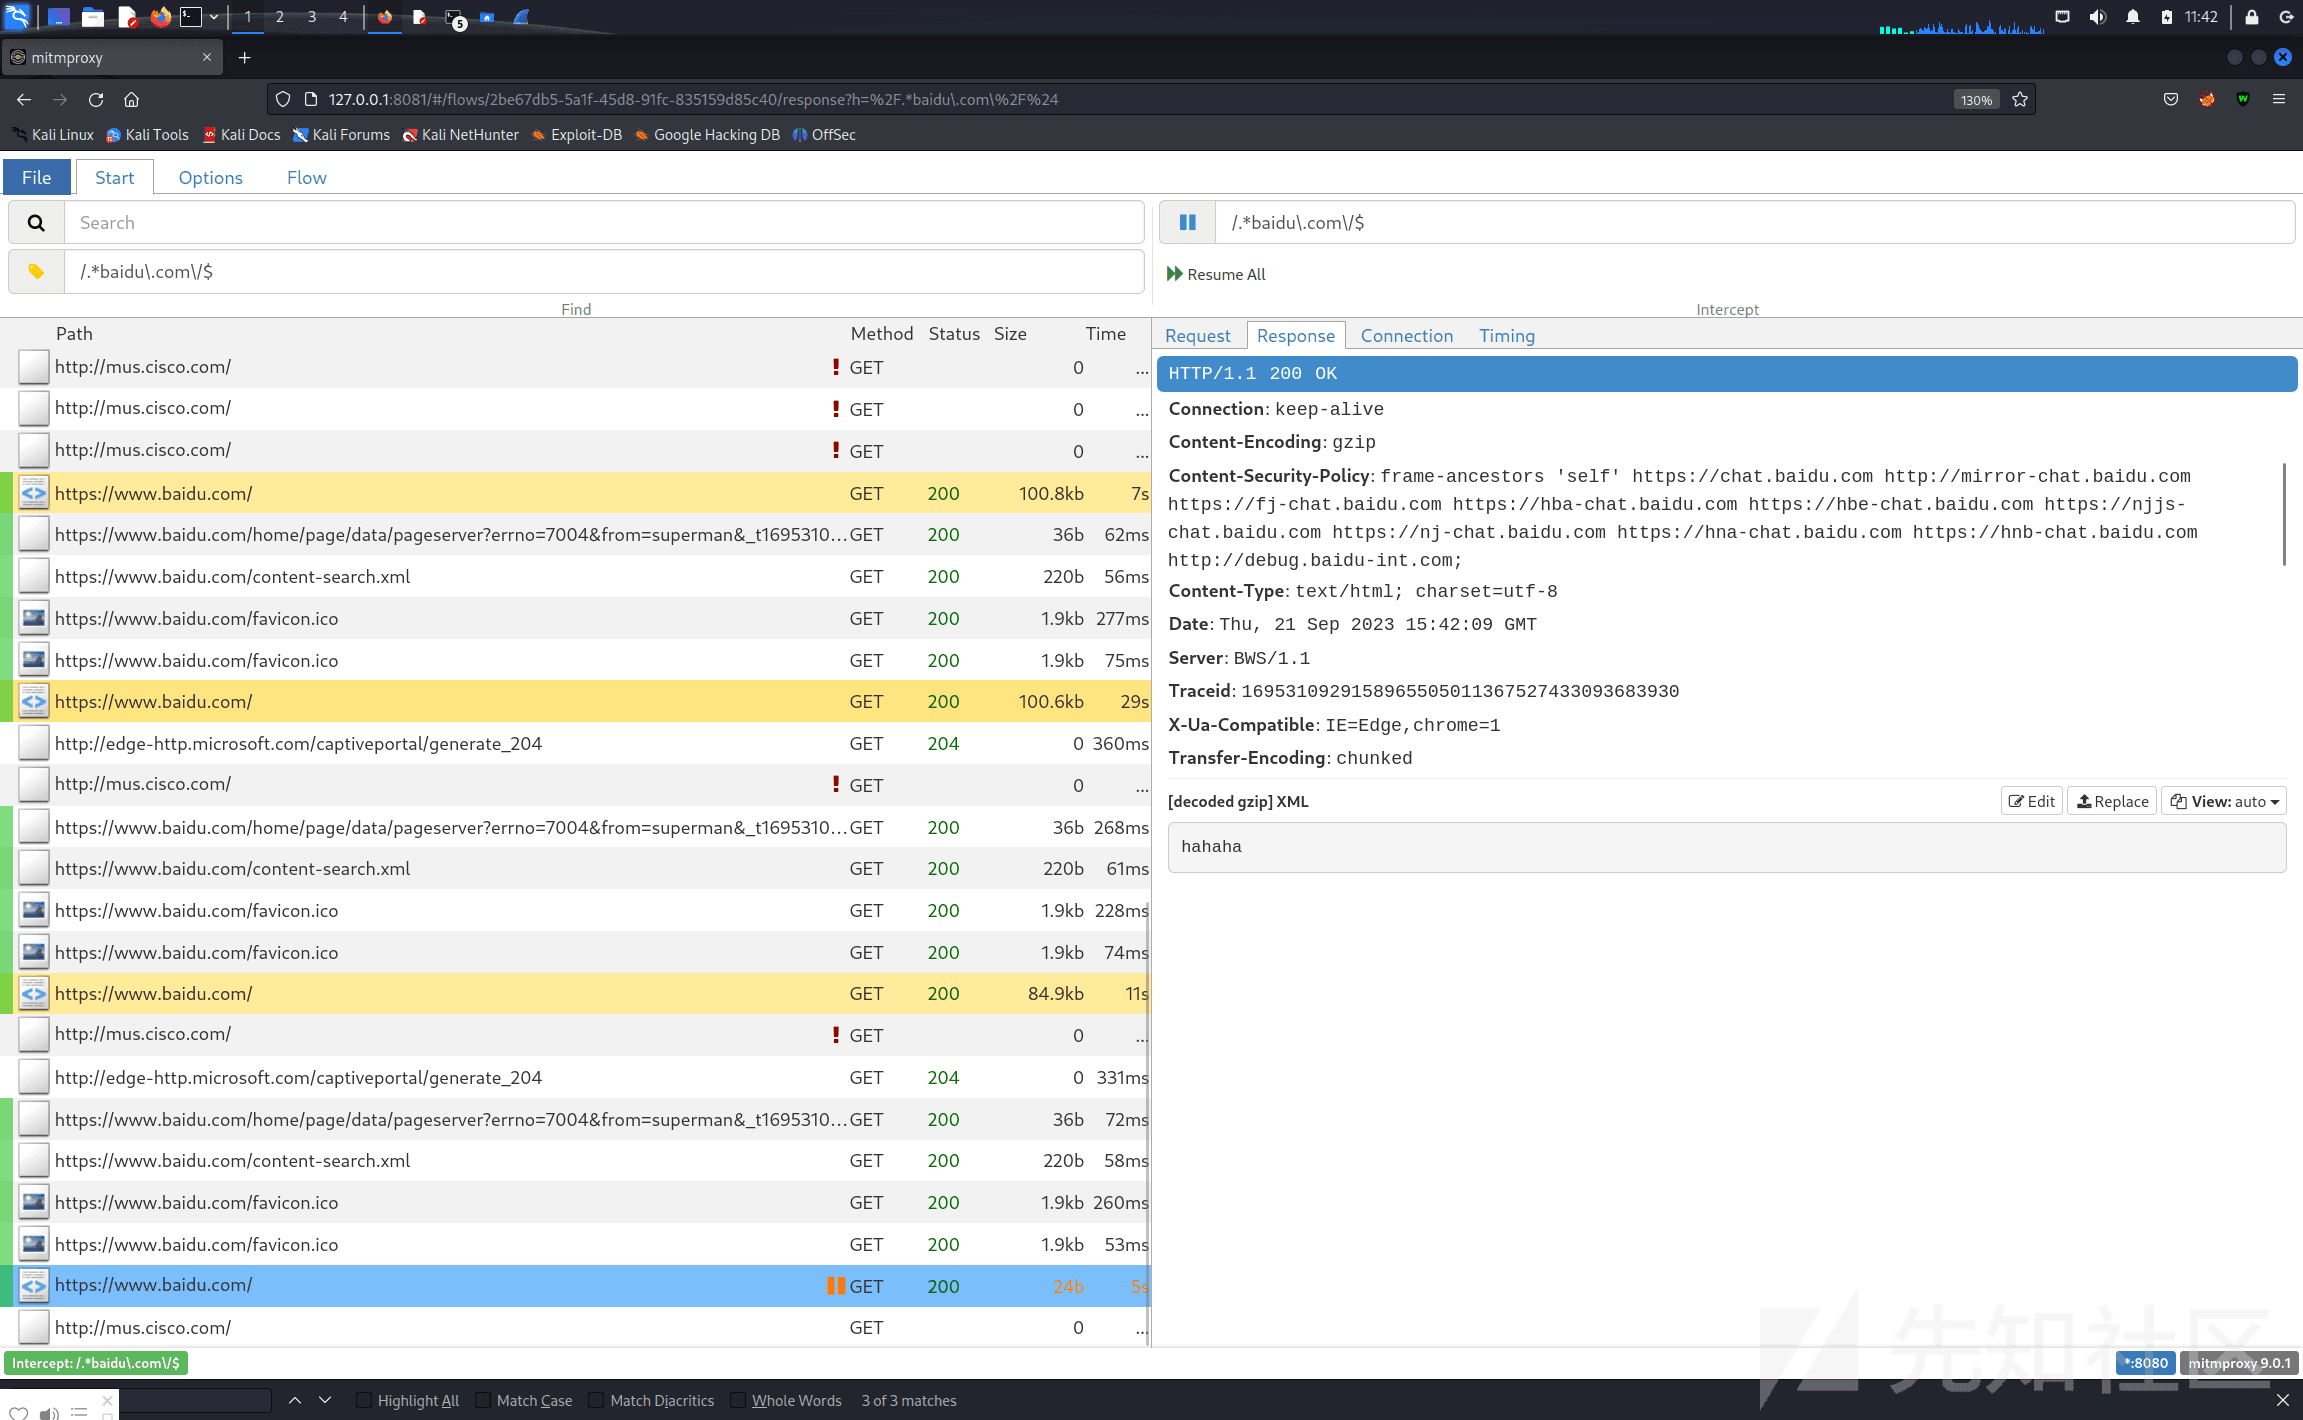 1 2 3 4 5 11:42
mitmproxy
127.0.0.1:8081/#/flows/2be67db5-5a1f-45d8-91fc-835159d85c40/response?h=%2F.*baidu\.com\%2F%24 130%
Kali Linux Kali Tools Kali Docs Kali Forums Kali NetHunter Exploit-DB Google Hacking DB OffSec
File Start Options Flow
Search
/.*baidu\.com\/$
/.*baidu\.com\/$
Resume All
Find
Intercept
Path Method Status Size Time
http://mus.cisco.com/ ! GET 0 ...
http://mus.cisco.com/ ! GET 0 ...
http://mus.cisco.com/ ! GET 0 ...
https://www.baidu.com/ GET 200 100.8kb 7s
https://www.baidu.com/home/page/data/pageserver?errno=7004&from=superman&_t1695310... GET 200 36b 62ms
https://www.baidu.com/content-search.xml GET 200 220b 56ms
https://www.baidu.com/favicon.ico GET 200 1.9kb 277ms
https://www.baidu.com/favicon.ico GET 200 1.9kb 75ms
https://www.baidu.com/ GET 200 100.6kb 29s
http://edge-http.microsoft.com/captiveportal/generate_204 GET 204 0 360ms
http://mus.cisco.com/ ! GET 0 ...
https://www.baidu.com/home/page/data/pageserver?errno=7004&from=superman&_t1695310... GET 200 36b 268ms
https://www.baidu.com/content-search.xml GET 200 220b 61ms
https://www.baidu.com/favicon.ico GET 200 1.9kb 228ms
https://www.baidu.com/favicon.ico GET 200 1.9kb 74ms
https://www.baidu.com/ GET 200 84.9kb 11s
http://mus.cisco.com/ ! GET 0 ...
http://edge-http.microsoft.com/captiveportal/generate_204 GET 204 0 331ms
https://www.baidu.com/home/page/data/pageserver?errno=7004&from=superman&_t1695310... GET 200 36b 72ms
https://www.baidu.com/content-search.xml GET 200 220b 58ms
https://www.baidu.com/favicon.ico GET 200 1.9kb 260ms
https://www.baidu.com/favicon.ico GET 200 1.9kb 53ms
https://www.baidu.com/ GET 200 24b 5s
http://mus.cisco.com/ GET 0 ...
Request Response Connection Timing
HTTP/1.1 200 OK
Connection: keep-alive
Content-Encoding: gzip
Content-Security-Policy: frame-ancestors 'self' https://chat.baidu.com http://mirror-chat.baidu.com
https://fj-chat.baidu.com https://hba-chat.baidu.com https://hbe-chat.baidu.com https://njjs-
chat.baidu.com https://nj-chat.baidu.com https://hna-chat.baidu.com https://hnb-chat.baidu.com
http://debug.baidu-int.com;
Content-Type: text/html; charset=utf-8
Date: Thu, 21 Sep 2023 15:42:09 GMT
Server: BWS/1.1
Traceid: 1695310929158965505011367527433093683930
X-Ua-Compatible: IE=Edge,chrome=1
Transfer-Encoding: chunked
[decoded gzip] XML Edit Replace View: auto
hahaha
先知社区
Intercept: /.*baidu\.com\/$ *:8080 mitmproxy 9.0.1
Highlight All Match Case Match Diacritics Whole Words 3 of 3 matches